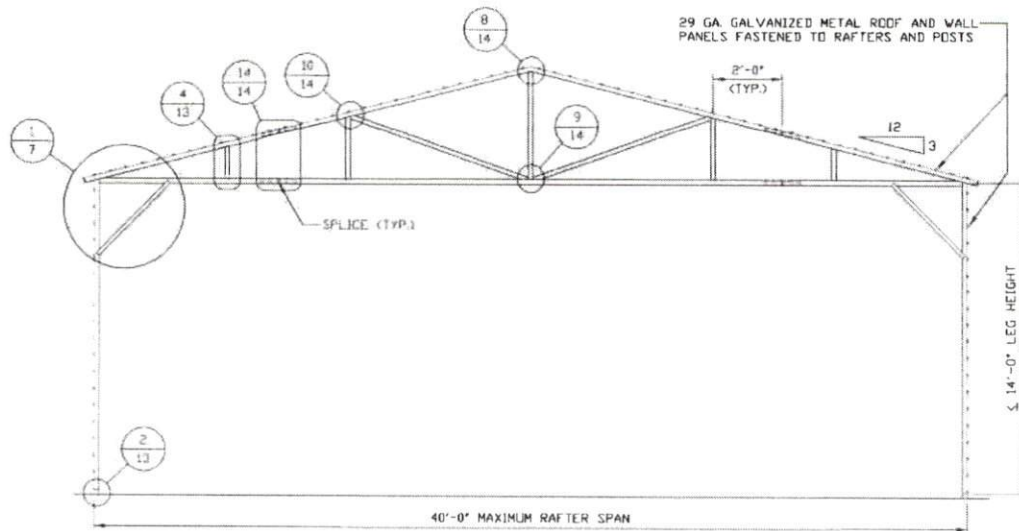 8
14
29 GA. GALVANIZED METAL ROOF AND WALL
PANELS FASTENED TO RAFTERS AND POSTS
10
14
14
14
2'-0"
(TYP.)
4
13
9
14
12
3
1
7
SPLICE (TYP.)
≤ 14'-0" LEG HEIGHT
2
13
40'-0" MAXIMUM RAFTER SPAN